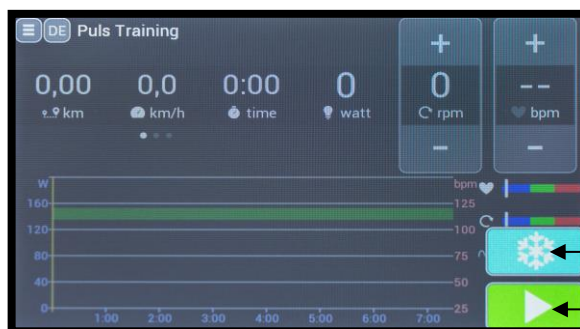 DE Puls Training
+ +
0,00 0,0 0:00 0 0 --
km km/h time watt rpm bpm
- -
W bpm
160 125
120 100
80 75
40 50
0 25
1:00 2:00 3:00 4:00 5:00 6:00 7:00